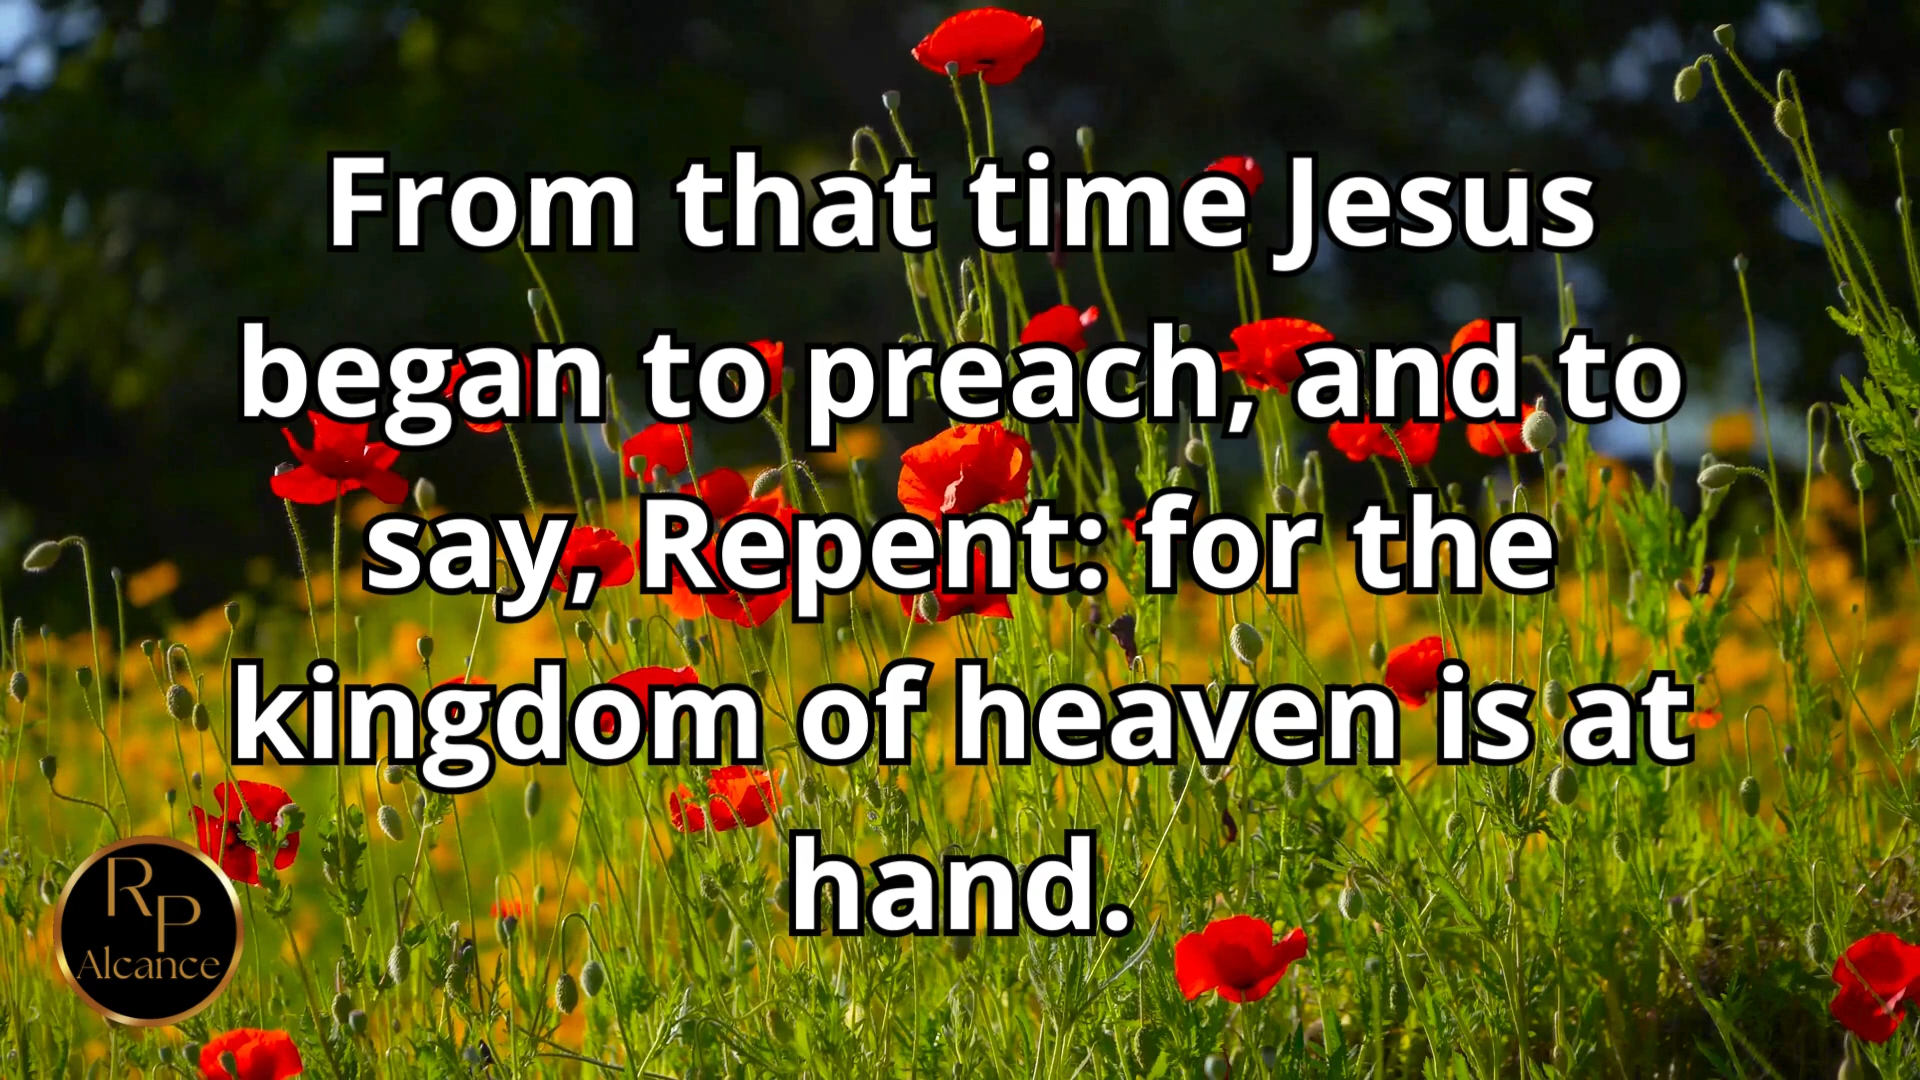 From that time Jesus
began to preach, and to
say, Repent: for the
kingdom of heaven is at
hand.
RP
Alcance